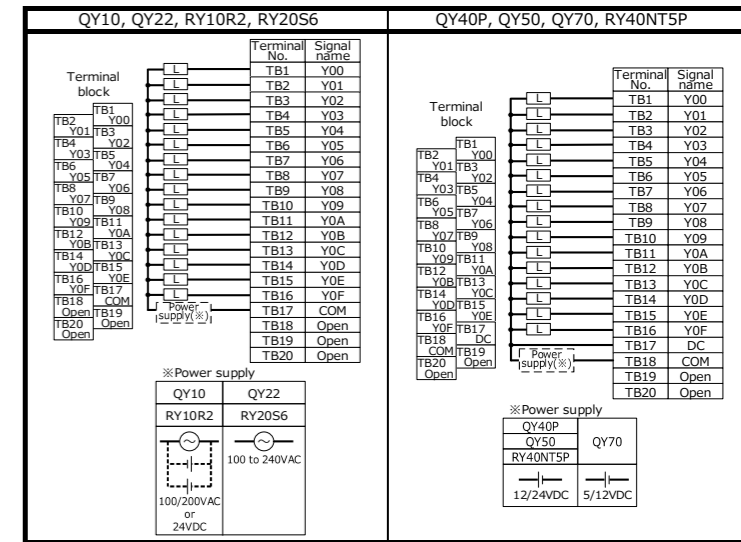 QY10, QY22, RY10R2, RY20S6
Terminal block
TB1 Y00
TB2 Y01
TB3 Y02
TB4 Y03
TB5 Y04
TB6 Y05
TB7 Y06
TB8 Y07
TB9 Y08
TB10 Y09
TB11 Y0A
TB12 Y0B
TB13 Y0C
TB14 Y0D
TB15 Y0E
TB16 Y0F
TB17 COM
TB18 Open
TB19 Open
TB20 Open
Terminal No. Signal name
L TB1 Y00
L TB2 Y01
L TB3 Y02
L TB4 Y03
L TB5 Y04
L TB6 Y05
L TB7 Y06
L TB8 Y07
L TB9 Y08
L TB10 Y09
L TB11 Y0A
L TB12 Y0B
L TB13 Y0C
L TB14 Y0D
L TB15 Y0E
L TB16 Y0F
Power supply(※) TB17 COM
TB18 Open
TB19 Open
TB20 Open
※Power supply
QY10 QY22
RY10R2 RY20S6
100/200VAC
or
24VDC
100 to 240VAC
QY40P, QY50, QY70, RY40NT5P
Terminal block
TB1 Y00
TB2 Y01
TB3 Y02
TB4 Y03
TB5 Y04
TB6 Y05
TB7 Y06
TB8 Y07
TB9 Y08
TB10 Y09
TB11 Y0A
TB12 Y0B
TB13 Y0C
TB14 Y0D
TB15 Y0E
TB16 Y0F
TB17 DC
TB18 COM
TB19 Open
TB20 Open
Terminal No. Signal name
L TB1 Y00
L TB2 Y01
L TB3 Y02
L TB4 Y03
L TB5 Y04
L TB6 Y05
L TB7 Y06
L TB8 Y07
L TB9 Y08
L TB10 Y09
L TB11 Y0A
L TB12 Y0B
L TB13 Y0C
L TB14 Y0D
L TB15 Y0E
L TB16 Y0F
TB17 DC
Power supply(※) TB18 COM
TB19 Open
TB20 Open
※Power supply
QY40P
QY50
RY40NT5P
QY70
12/24VDC
5/12VDC